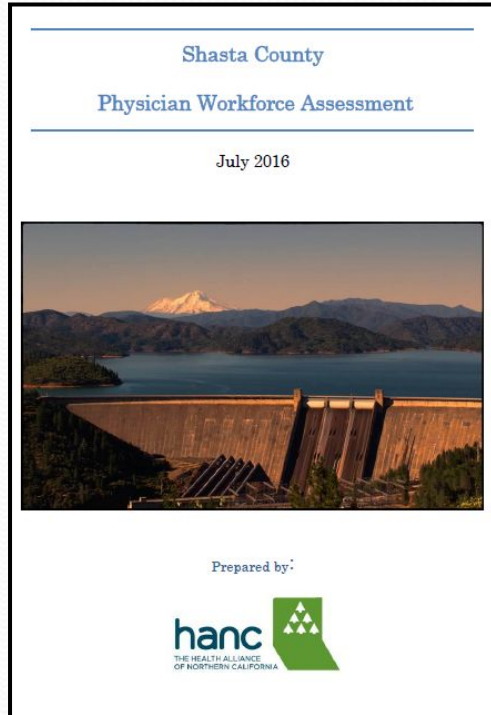 Shasta County
Physician Workforce Assessment
July 2016
Prepared by:
hanc
THE HEALTH ALLIANCE
OF NORTHERN CALIFORNIA